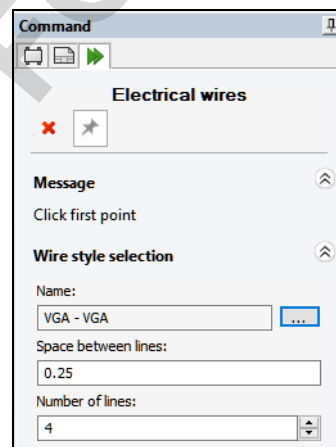 Command
Electrical wires
Message
Click first point
Wire style selection
Name:
VGA - VGA
...
Space between lines:
0.25
Number of lines:
4